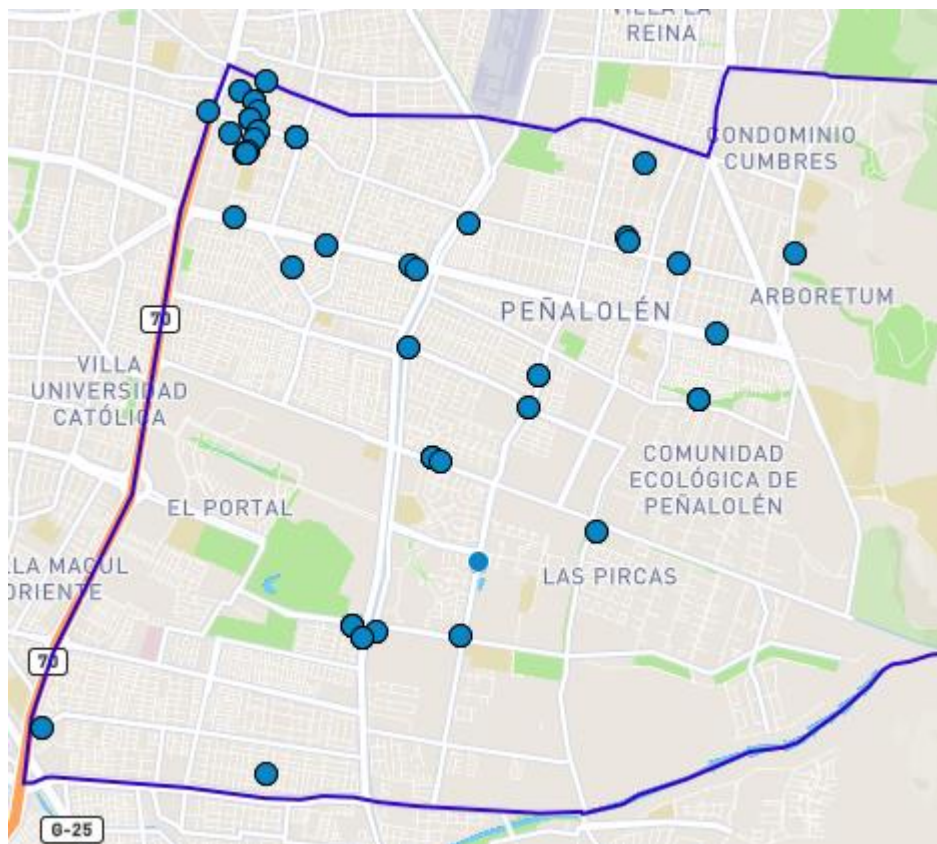 VILLA LA
REINA
CONDOMINIO
CUMBRES
ARBORETUM
PEÑALOLÉN
70
VILLA
UNIVERSIDAD
CATÓLICA
COMUNIDAD
ECOLÓGICA DE
PEÑALOLÉN
EL PORTAL
LLA MACUL
ORIENTE
LAS PIRCAS
70
G-25